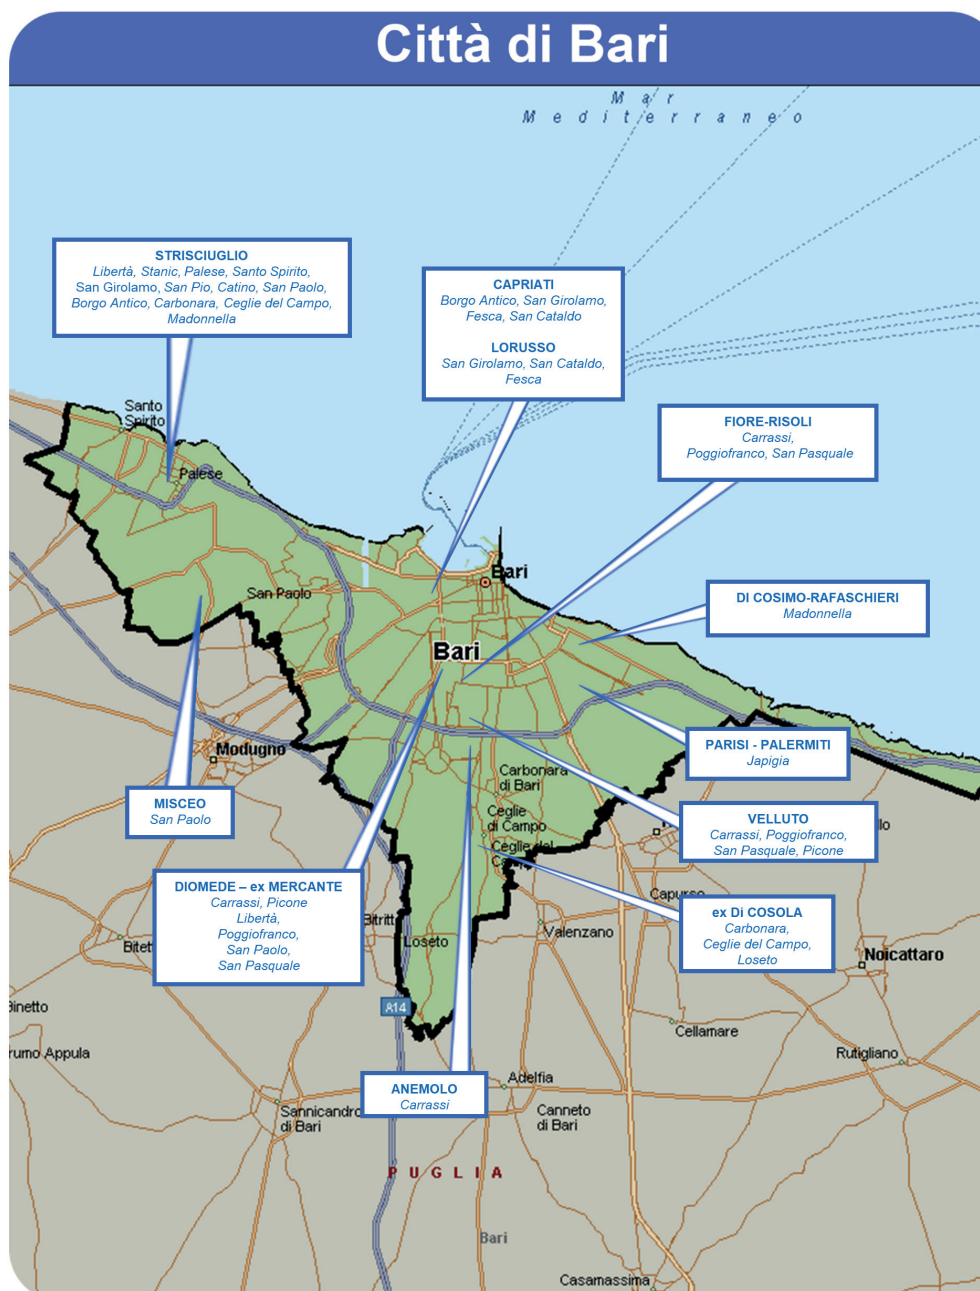 Città di Bari
Mar
Mediterraneo
STRISCIUGLIO
Libertà, Stanic, Palese, Santo Spirito,
San Girolamo, San Pio, Catino, San Paolo,
Borgo Antico, Carbonara, Ceglie del Campo,
Madonnella
CAPRIATI
Borgo Antico, San Girolamo,
Fesca, San Cataldo
LORUSSO
San Girolamo, San Cataldo,
Fesca
FIORE-RISOLI
Carrassi,
Poggiofranco, San Pasquale
Santo
Spirito
Palese
Bari
San Paolo
DI COSIMO-RAFASCHIERI
Madonnella
Bari
Modugno
PARISI - PALERMITI
Japigia
Carbonara
di Bari
MISCEO
San Paolo
Ceglie
di Campo
VELLUTO
Carrassi, Poggiofranco,
San Pasquale, Picone
Ceglie del
DIOMEDE – ex MERCANTE
Carrassi, Picone
Libertà,
Poggiofranco,
San Paolo,
San Pasquale
Capurso
ex Di COSOLA
Carbonara,
Ceglie del Campo,
Loseto
Loseto
Valenzano
Noicattaro
814
Cellamare
Rutigliano
Adelfia
ANEMOLO
Carrassi
Sannicandro
di Bari
Canneto
di Bari
PUGLIA
Bari
Casamassima